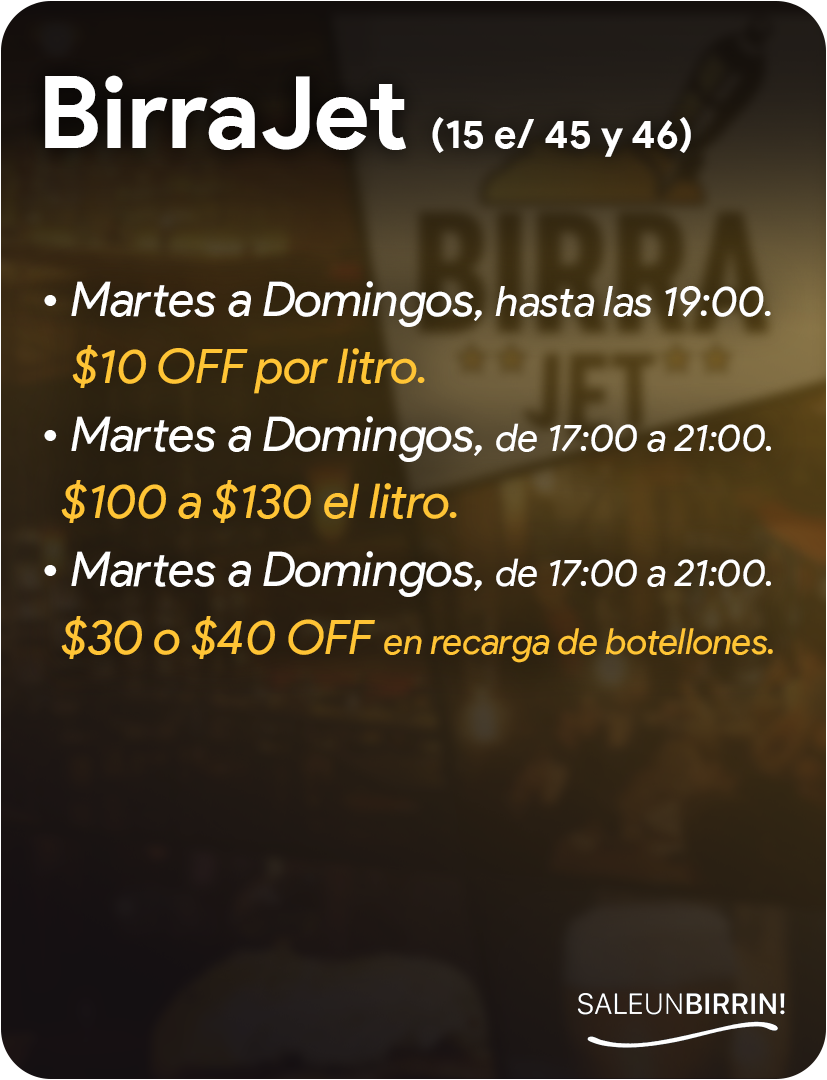 BirraJet (15 e/ 45 y 46)
BIRRA
JET
• Martes a Domingos, hasta las 19:00.
$10 OFF por litro.
• Martes a Domingos, de 17:00 a 21:00.
$100 a $130 el litro.
• Martes a Domingos, de 17:00 a 21:00.
$30 o $40 OFF en recarga de botellones.
SALEUNBIRRIN!